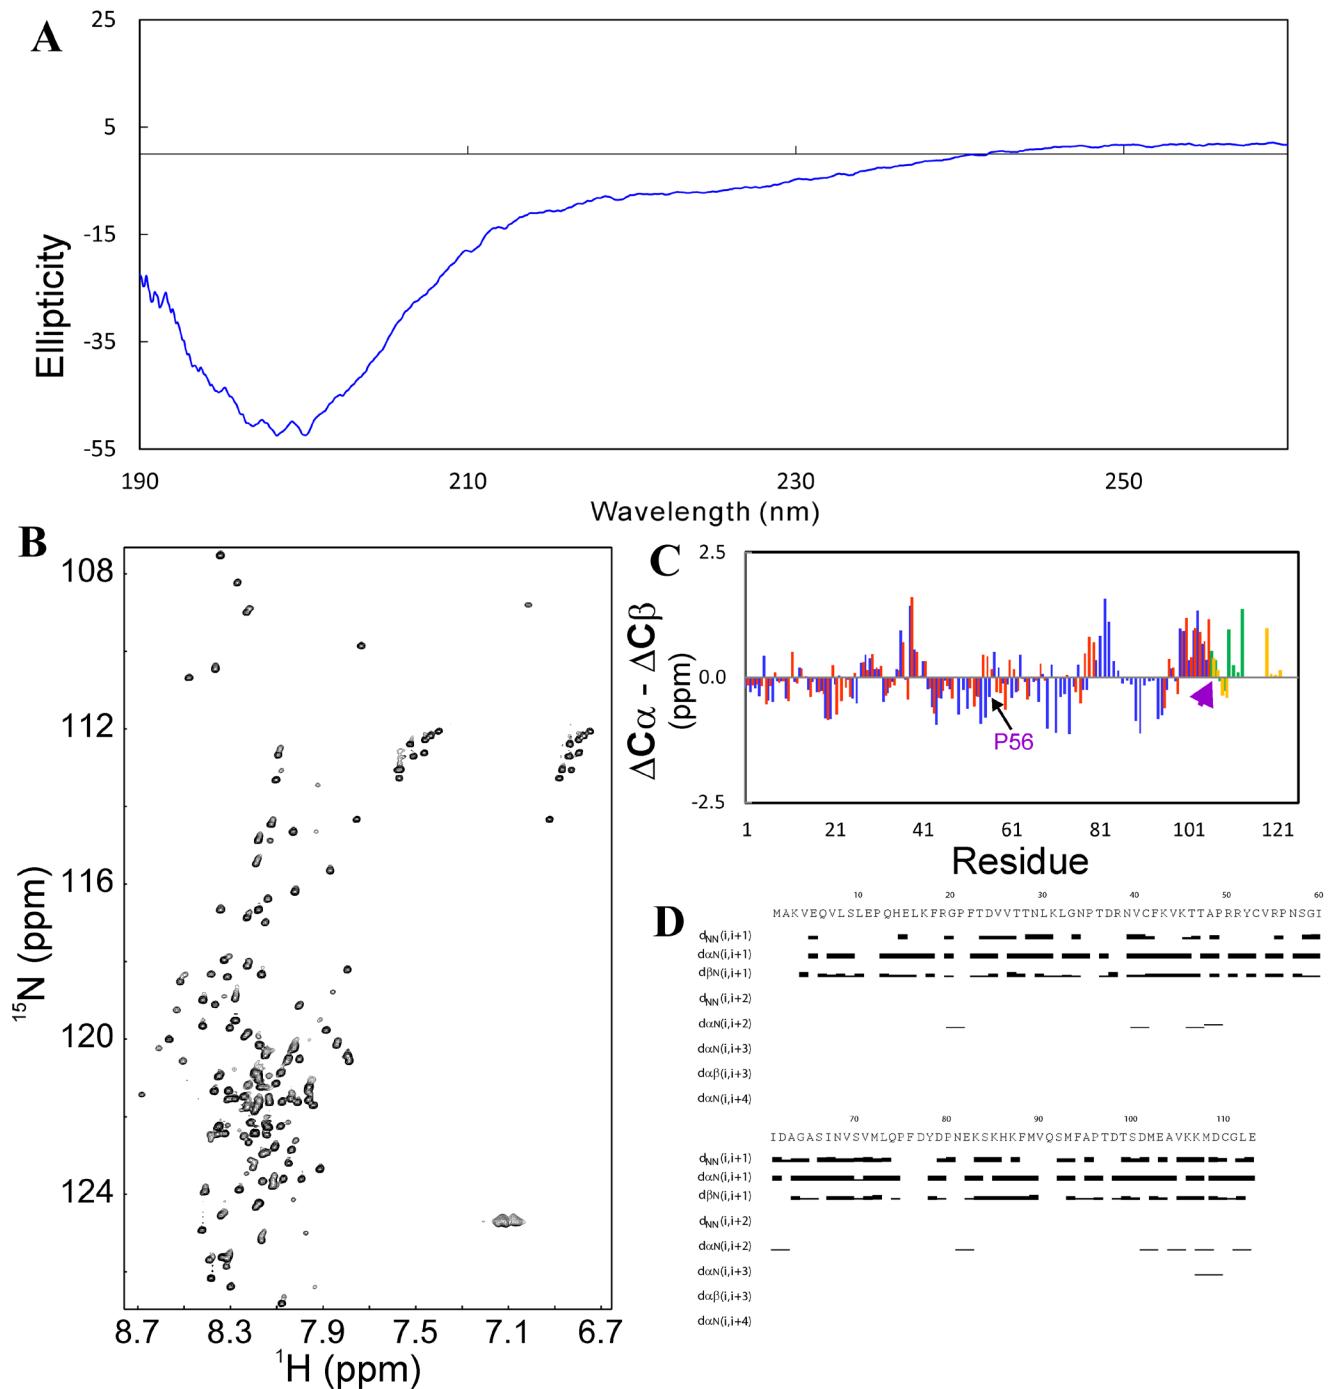 A
25
5
-15
-35
-55
Ellipticity
190 210 230 250
Wavelength (nm)
B
108
112
116
120
124
15N (ppm)
8.7 8.3 7.9 7.5 7.1 6.7
1H (ppm)
C
2.5
0.0
-2.5
ΔCα - ΔCβ
(ppm)
P56
1 21 41 61 81 101 121
Residue
D
10 20 30 40 50 60
MAKVEQVLSLEPQHELKFRGPFTDVVTTNLKLGNPTDRNVCFKVKTTAPRRYCVRPNSGI
dNN(i,i+1)
dαN(i,i+1)
dβN(i,i+1)
dNN(i,i+2)
dαN(i,i+2)
dαN(i,i+3)
dαβ(i,i+3)
dαN(i,i+4)
70 80 90 100 110
IDAGASINVSVMLQPFDYDPNEKSKHKFMVQSMFAPTDTSDMEAVKKMDCGLE
dNN(i,i+1)
dαN(i,i+1)
dβN(i,i+1)
dNN(i,i+2)
dαN(i,i+2)
dαN(i,i+3)
dαβ(i,i+3)
dαN(i,i+4)